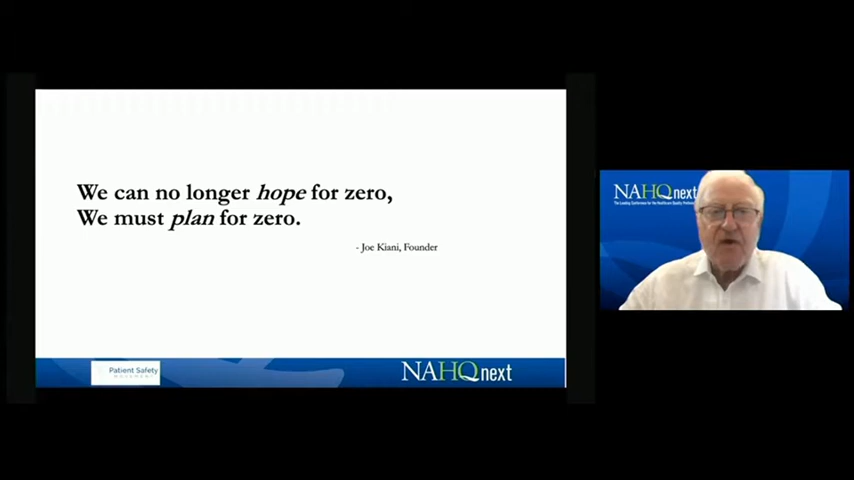 We can no longer hope for zero,
We must plan for zero.
- Joe Kiani, Founder
Patient Safety
MOVEMENT
NAHQnext
NAHQnext